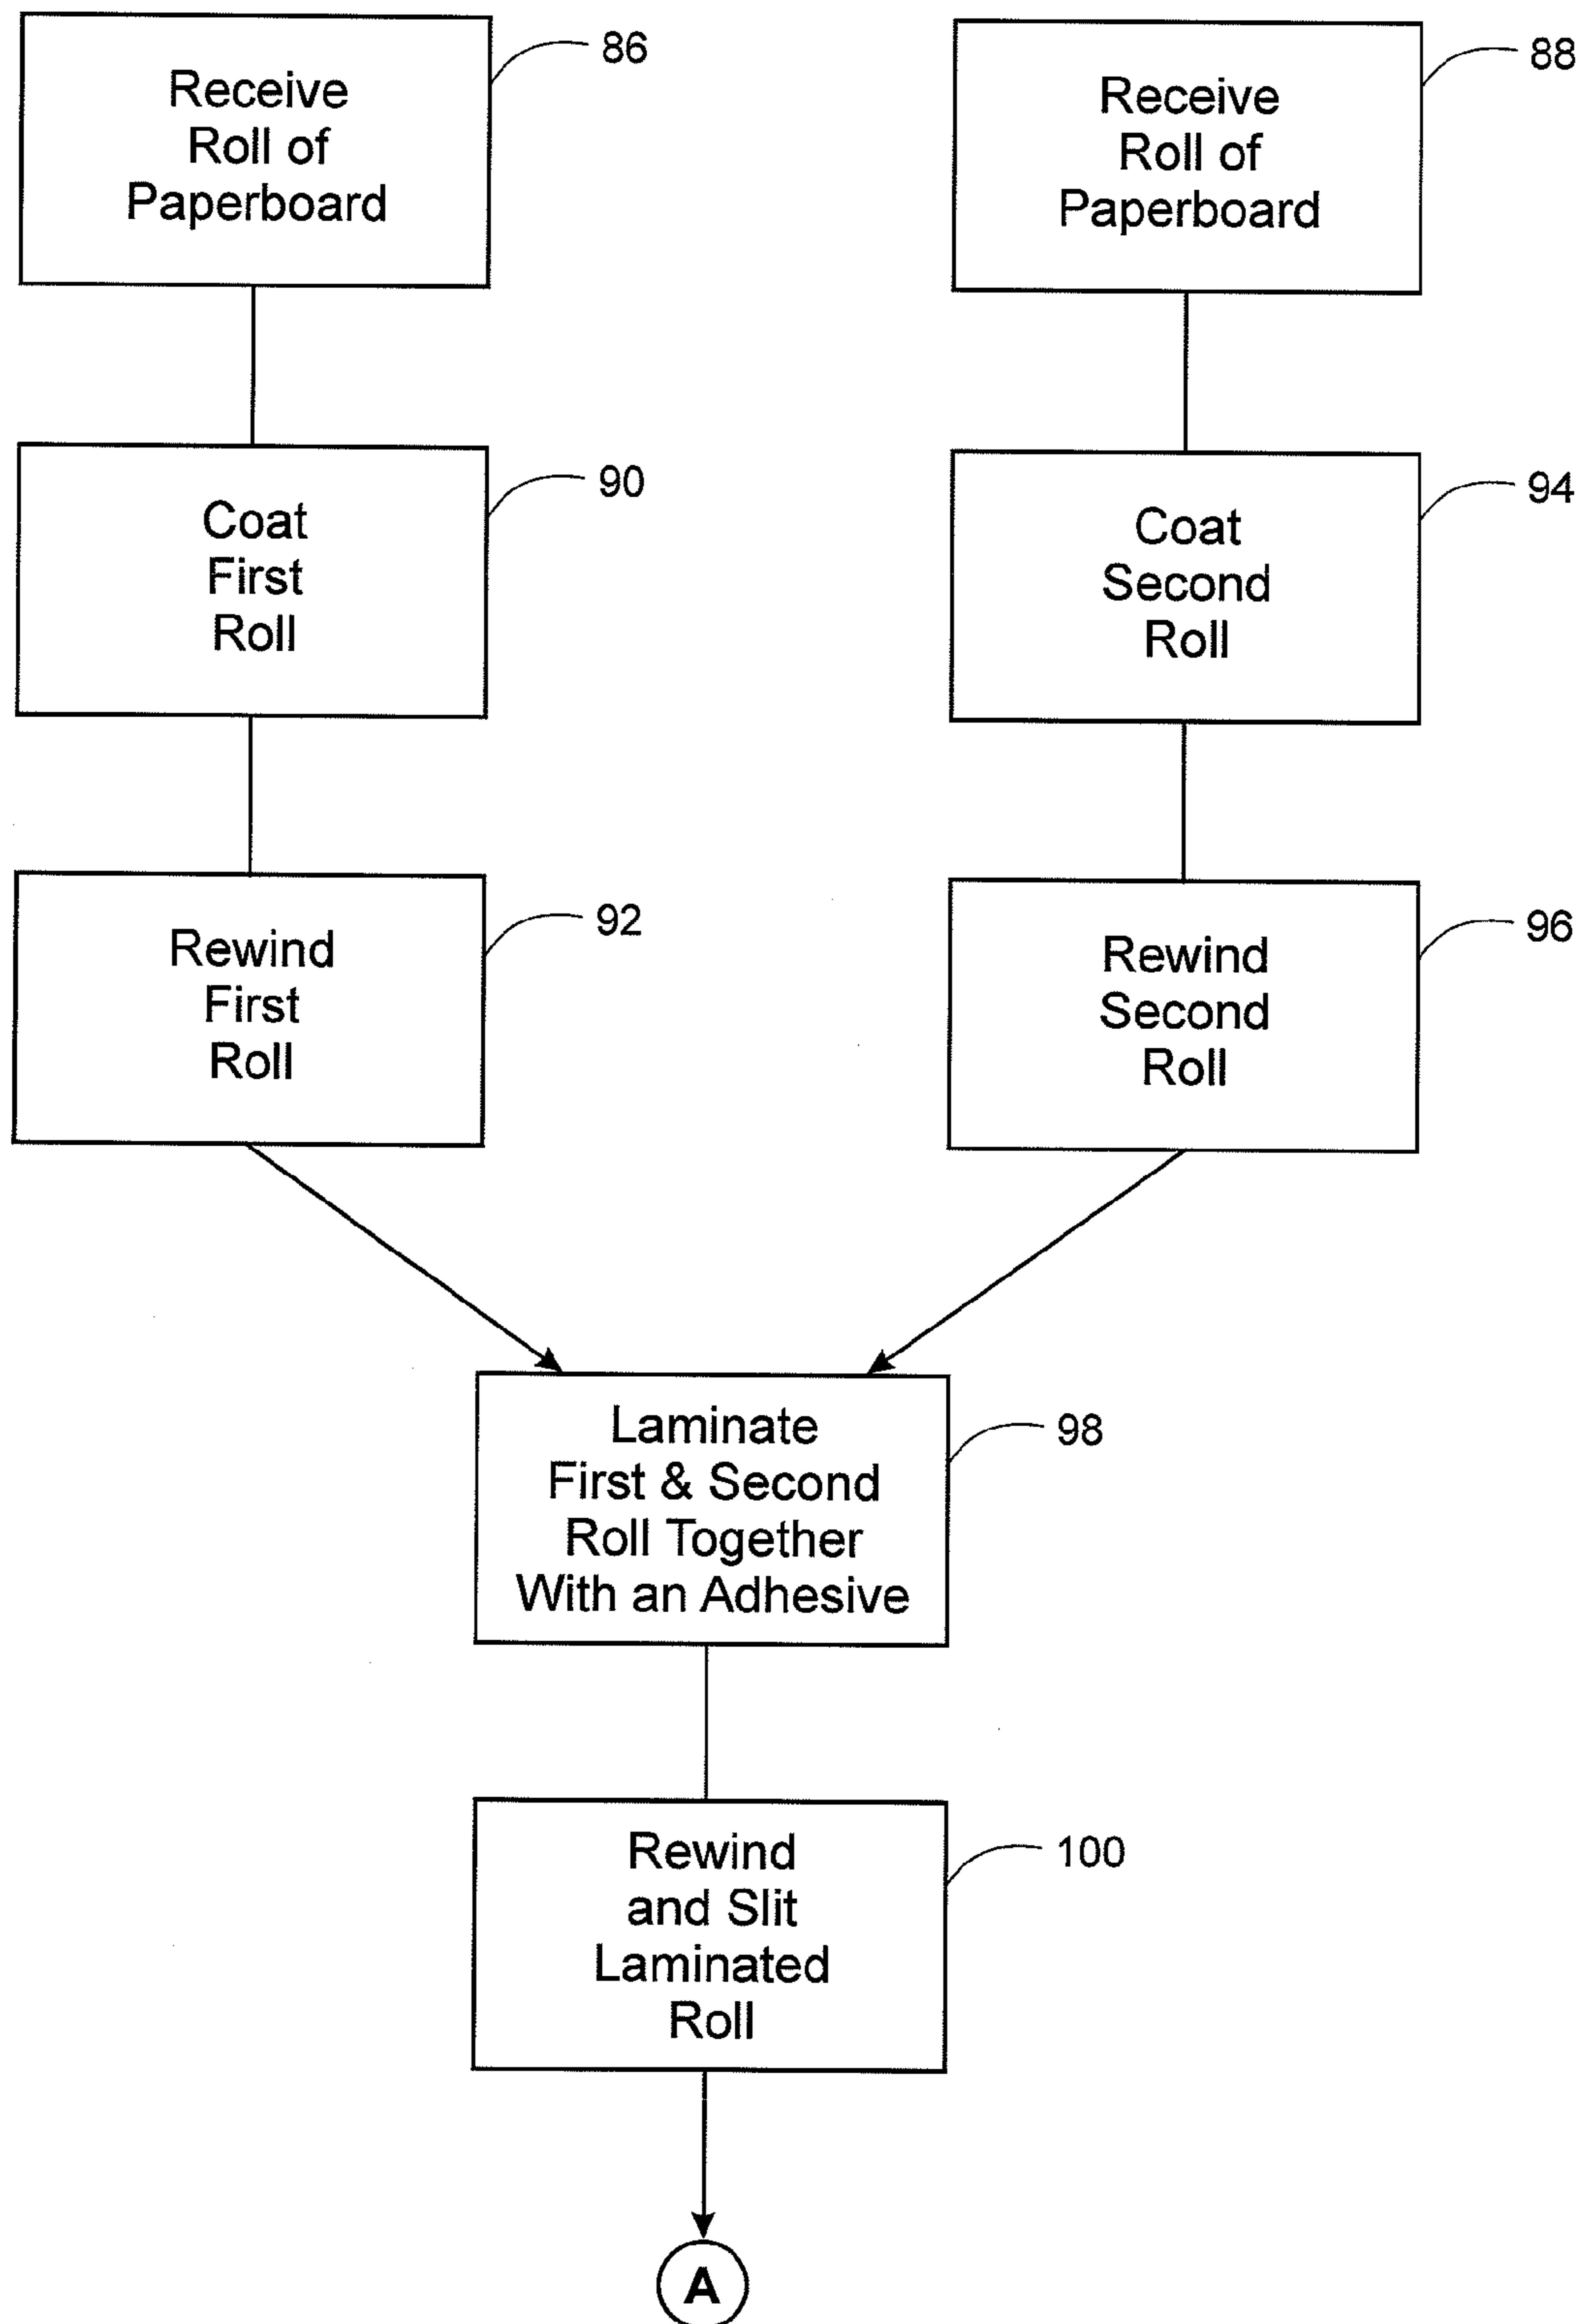 Receive
Roll of
Paperboard
86
Receive
Roll of
Paperboard
88
Coat
First
Roll
90
Coat
Second
Roll
94
Rewind
First
Roll
92
Rewind
Second
Roll
96
Laminate
First & Second
Roll Together
With an Adhesive
98
Rewind
and Slit
Laminated
Roll
100
A